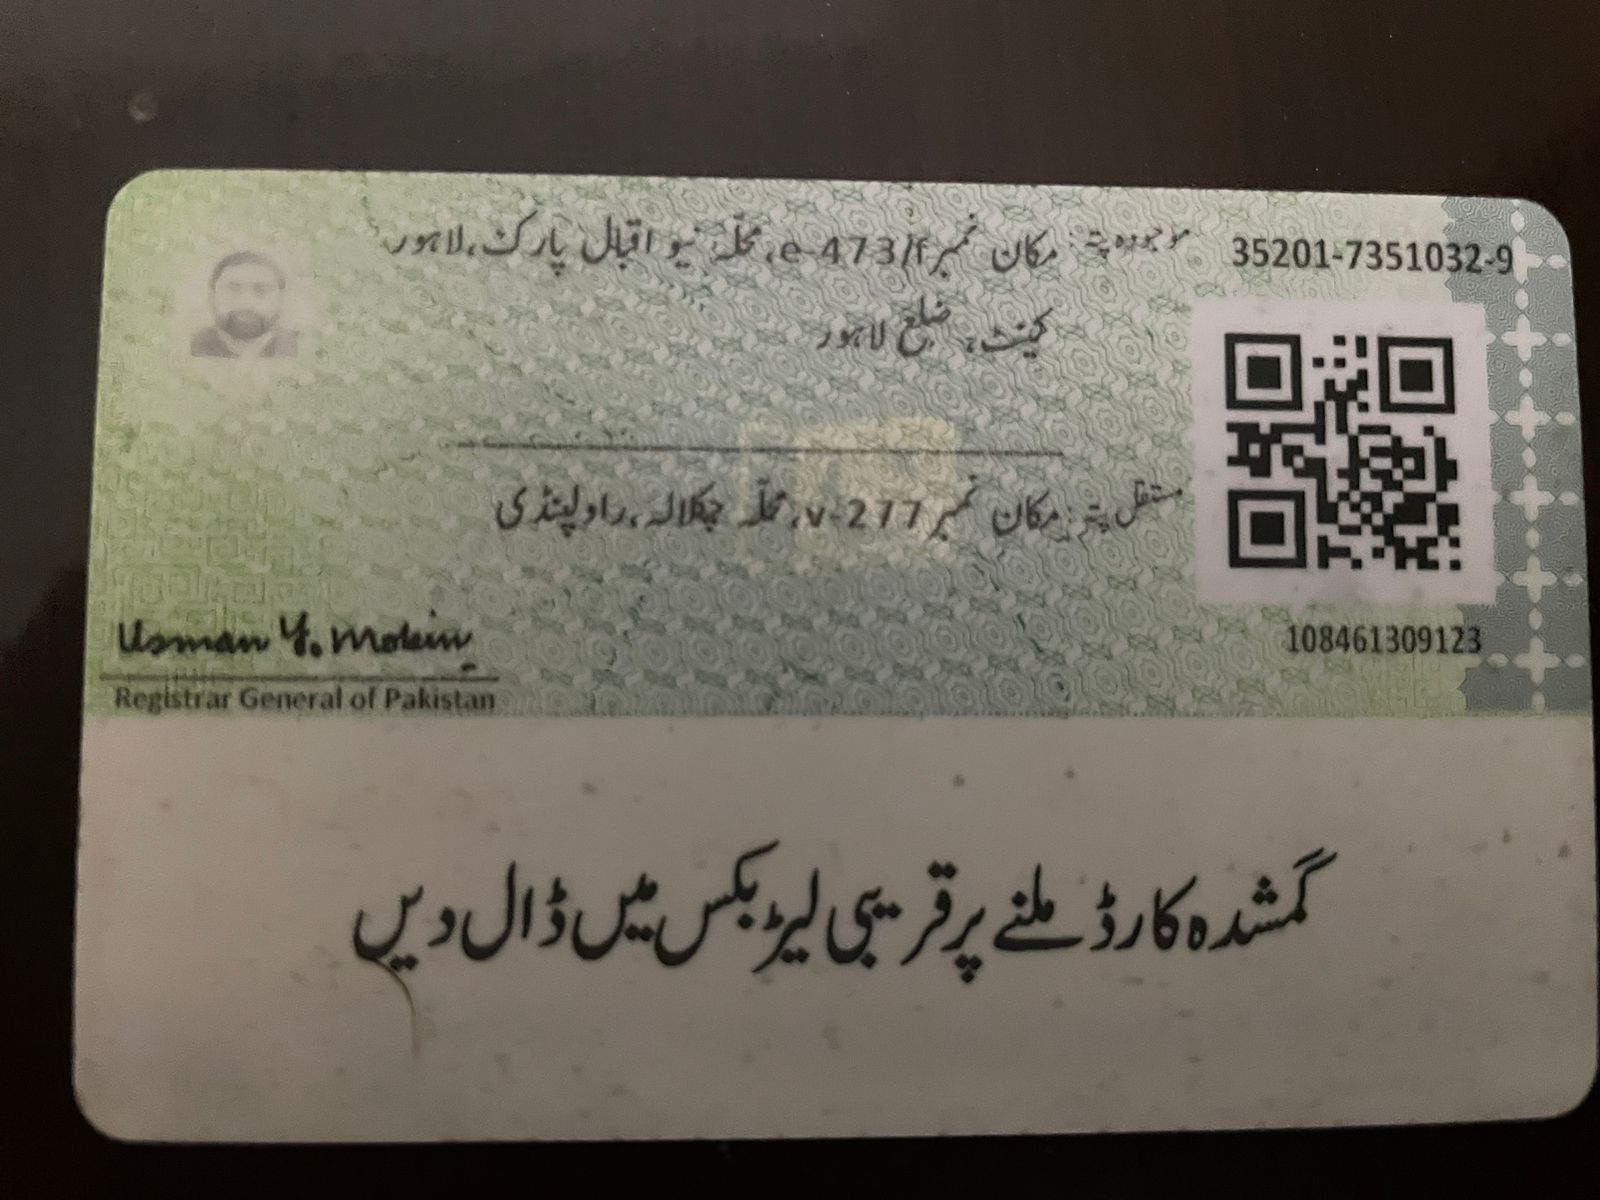 35201-7351032-9
موجودہ پتہ: مکان نمبر e-473/f، محلّہ نیو اقبال پارک، لاہور
کینٹ، ضلع لاہور
مستقل پتہ: مکان نمبر v-277، محلّہ چکلالہ، راولپنڈی
108461309123
Usman Y. Mobin
Registrar General of Pakistan
گمشدہ کارڈ ملنے پر قریبی لیٹر بکس میں ڈال دیں